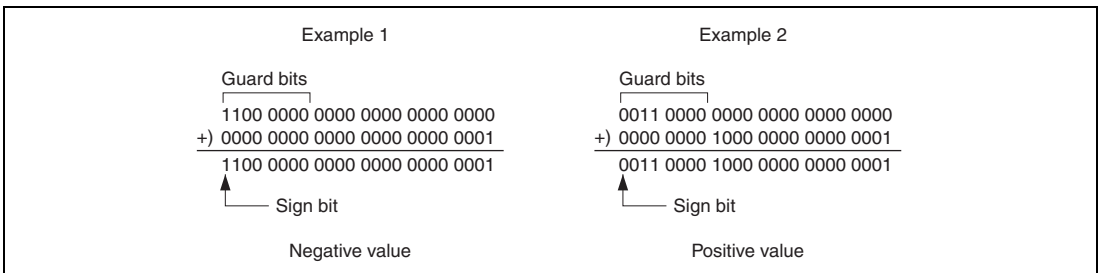 Example 1
Guard bits
1100 0000 0000 0000 0000 0000
+) 0000 0000 0000 0000 0000 0001
1100 0000 0000 0000 0000 0001
Sign bit
Negative value
Example 2
Guard bits
0011 0000 0000 0000 0000 0000
+) 0000 0000 1000 0000 0000 0001
0011 0000 1000 0000 0000 0001
Sign bit
Positive value